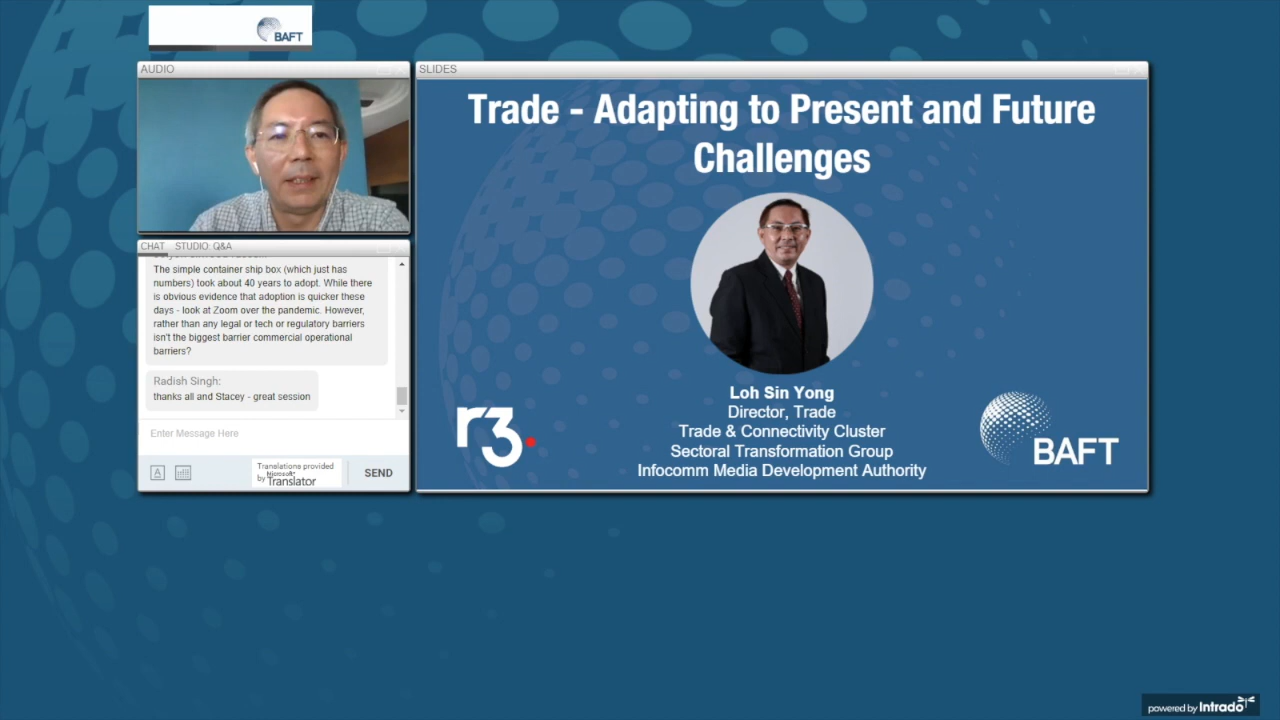 BAFT
AUDIO
SLIDES
Trade - Adapting to Present and Future
Challenges
CHAT STUDIO: Q&A
The simple container ship box (which just has
numbers) took about 40 years to adopt. While there
is obvious evidence that adoption is quicker these
days - look at Zoom over the pandemic. However,
rather than any legal or tech or regulatory barriers
isn't the biggest barrier commercial operational
barriers?
Radish Singh:
thanks all and Stacey - great session
Enter Message Here
A
Translations provided
by Microsoft®
Translator
SEND
Loh Sin Yong
Director, Trade
Trade & Connectivity Cluster
Sectoral Transformation Group
Infocomm Media Development Authority
r3.
BAFT
powered by Intrado